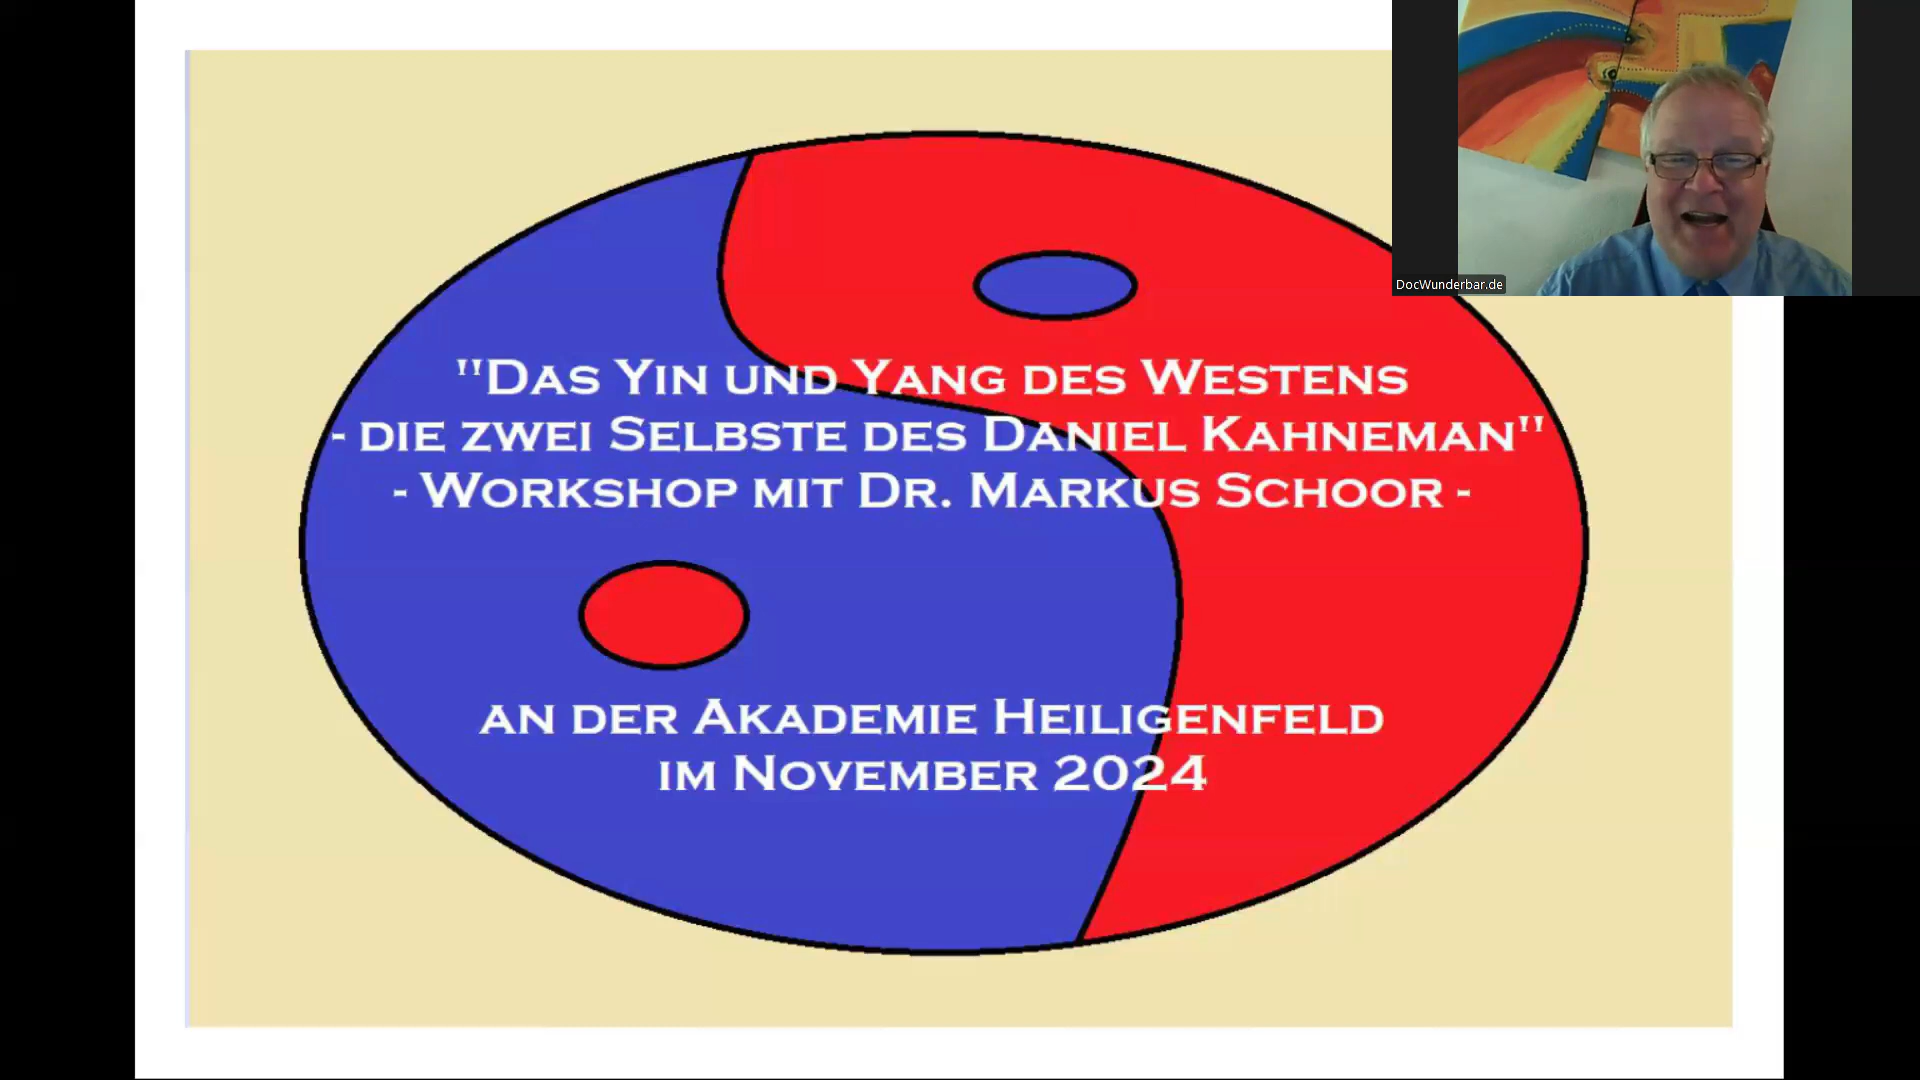 "Das Yin und Yang des Westens
- die zwei Selbste des Daniel Kahneman"
- Workshop mit Dr. Markus Schoor -
an der Akademie Heiligenfeld
im November 2024
DocWunderbar.de